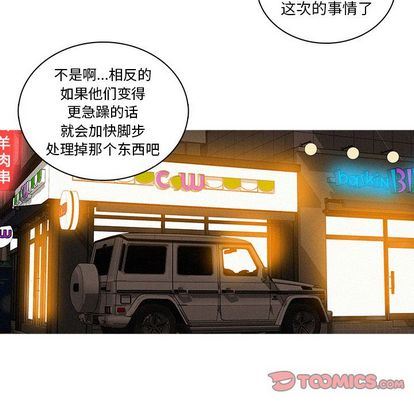 这次的事情了
不是啊...相反的
如果他们变得
更急躁的话
就会加快脚步
处理掉那个东西吧
羊肉串
CW
baskin
TOOMICS.COM